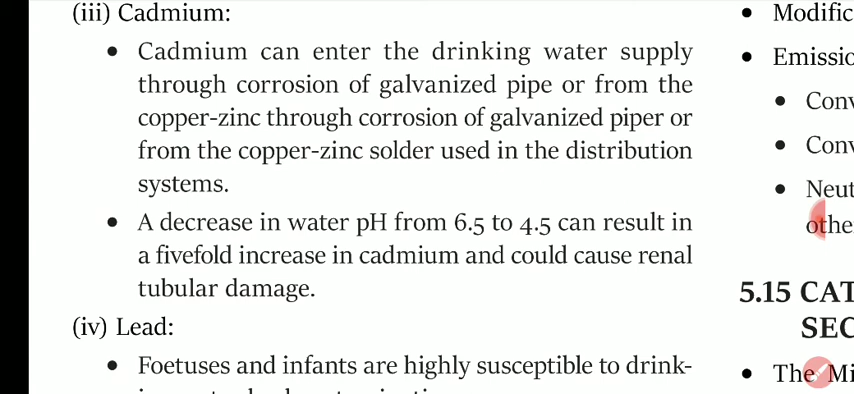 (iii) Cadmium:
• Cadmium can enter the drinking water supply
through corrosion of galvanized pipe or from the
copper-zinc through corrosion of galvanized piper or
from the copper-zinc solder used in the distribution
systems.
• A decrease in water pH from 6.5 to 4.5 can result in
a fivefold increase in cadmium and could cause renal
tubular damage.
(iv) Lead:
• Foetuses and infants are highly susceptible to drink-
• Modific
• Emissio
• Conv
• Conv
• Neut
othe
5.15 CAT
SEC
• The Mi